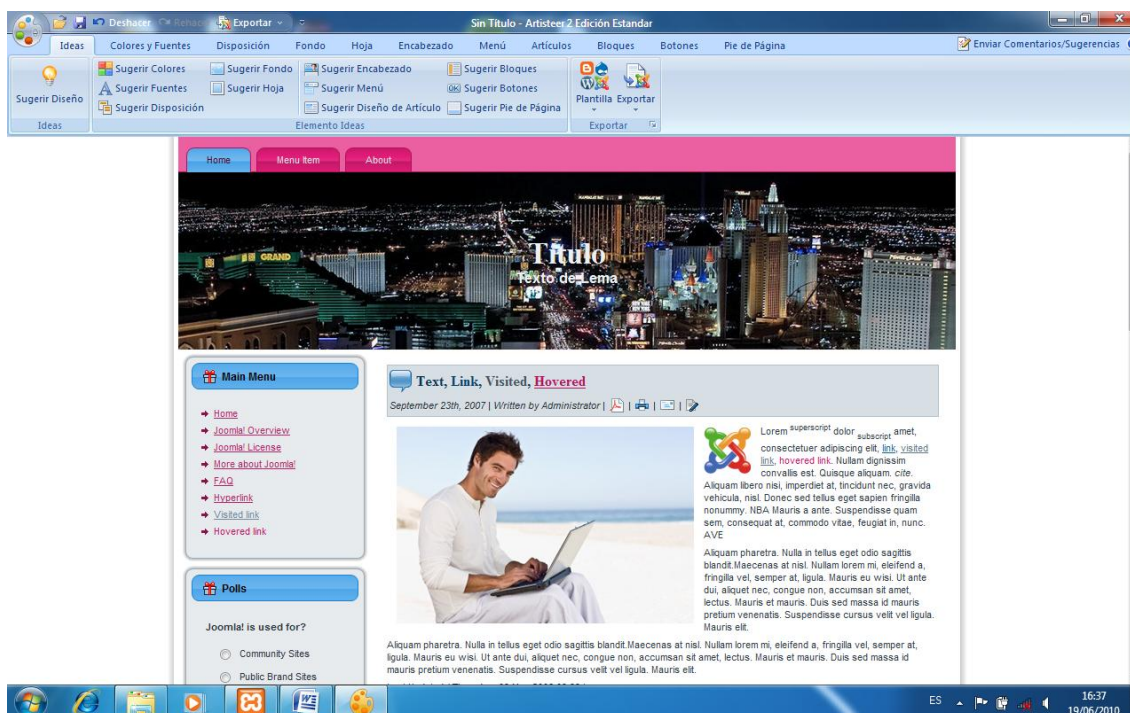 Deshacer Rehacer Exportar Sin Título - Artisteer 2 Edición Estandar
Ideas Colores y Fuentes Disposición Fondo Hoja Encabezado Menú Artículos Bloques Botones Pie de Página Enviar Comentarios/Sugerencias
Sugerir Diseño
Sugerir Colores Sugerir Fondo Sugerir Encabezado Sugerir Bloques
Sugerir Fuentes Sugerir Hoja Sugerir Menú Sugerir Botones
Sugerir Disposición Sugerir Diseño de Artículo Sugerir Pie de Página
Plantilla Exportar
Ideas Elemento Ideas Exportar
Home Menu Item About
GRAND
Título
Texto de Lema
Main Menu
Home
Joomla! Overview
Joomla! License
More about Joomla!
FAQ
Hyperlink
Visited link
Hovered link
Polls
Joomla! is used for?
Community Sites
Public Brand Sites
Text, Link, Visited, Hovered
September 23th, 2007 | Written by Administrator | | | |
Lorem superscript dolor subscript amet,
consectetuer adipiscing elit, link, visited
link, hovered link. Nullam dignissim
convallis est. Quisque aliquam. cite.
Aliquam libero nisi, imperdiet at, tincidunt nec, gravida
vehicula, nisl. Donec sed tellus eget sapien fringilla
nonummy. NBA Mauris a ante. Suspendisse quam
sem, consequat at, commodo vitae, feugiat in, nunc.
AVE
Aliquam pharetra. Nulla in tellus eget odio sagittis
blandit.Maecenas at nisl. Nullam lorem mi, eleifend a,
fringilla vel, semper at, ligula. Mauris eu wisi. Ut ante
dui, aliquet nec, congue non, accumsan sit amet,
lectus. Mauris et mauris. Duis sed massa id mauris
pretium venenatis. Suspendisse cursus velit vel ligula.
Mauris elit.
Aliquam pharetra. Nulla in tellus eget odio sagittis blandit.Maecenas at nisl. Nullam lorem mi, eleifend a, fringilla vel, semper at,
ligula. Mauris eu wisi. Ut ante dui, aliquet nec, congue non, accumsan sit amet, lectus. Mauris et mauris. Duis sed massa id
mauris pretium venenatis. Suspendisse cursus velit vel ligula. Mauris elit.
ES 16:37
19/06/2010